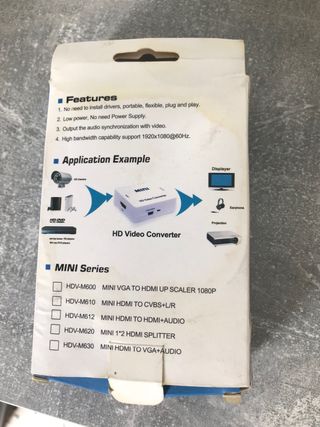 Features
1. No need to install drivers, portable, flexible, plug and play.
2. Low power, No need Power Supply.
3. Output the audio synchronization with video.
4. High bandwidth capability support 1920x1080@60Hz.
Application Example
Displayer
MINI
HD Video Converter
Earphone
Projection
HD Video Converter
MINI Series
HDV-M600 MINI VGA TO HDMI UP SCALER 1080P
HDV-M610 MINI HDMI TO CVBS+L/R
HDV-M612 MINI HDMI TO HDMI+AUDIO
HDV-M620 MINI 1*2 HDMI SPLITTER
HDV-M630 MINI HDMI TO VGA+AUDIO